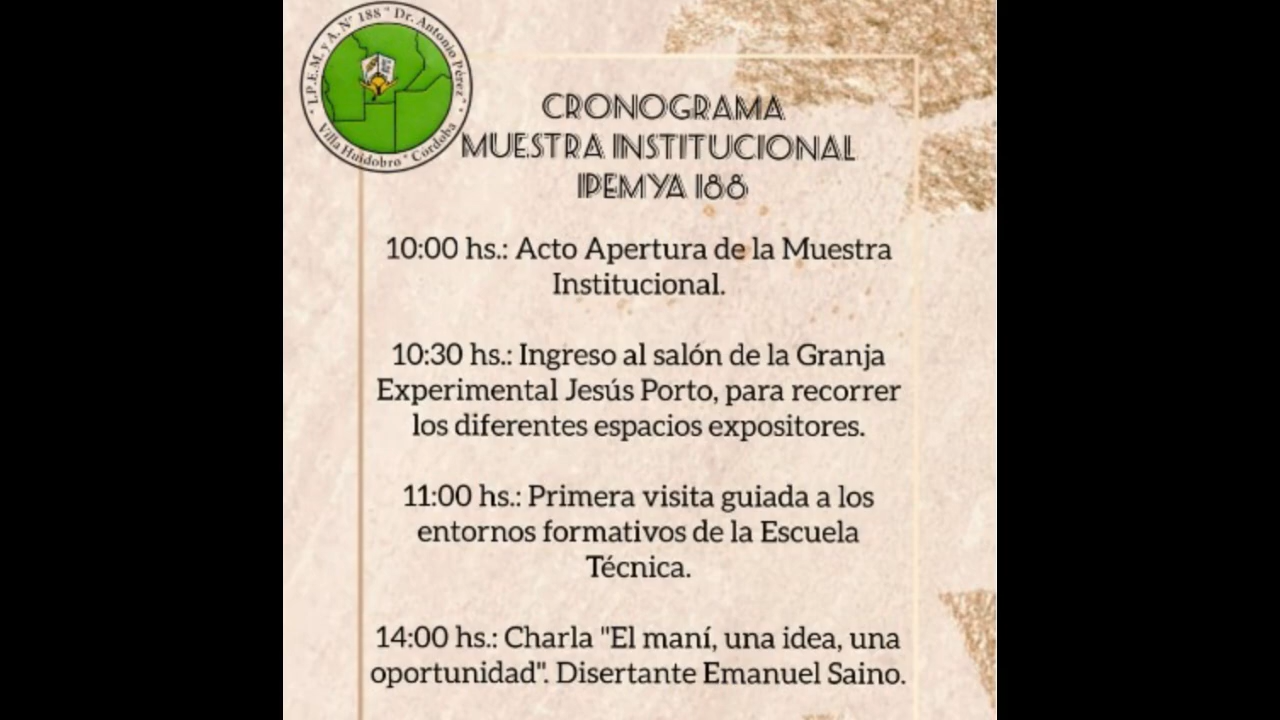 I.P.E.M. y A. N° 188 " Dr. Antonio Pérez"
Villa Huidobro * Córdoba
CRONOGRAMA
MUESTRA INSTITUCIONAL
IPEMYA 188
10:00 hs.: Acto Apertura de la Muestra
Institucional.
10:30 hs.: Ingreso al salón de la Granja
Experimental Jesús Porto, para recorrer
los diferentes espacios expositores.
11:00 hs.: Primera visita guiada a los
entornos formativos de la Escuela
Técnica.
14:00 hs.: Charla "El maní, una idea, una
oportunidad". Disertante Emanuel Saino.